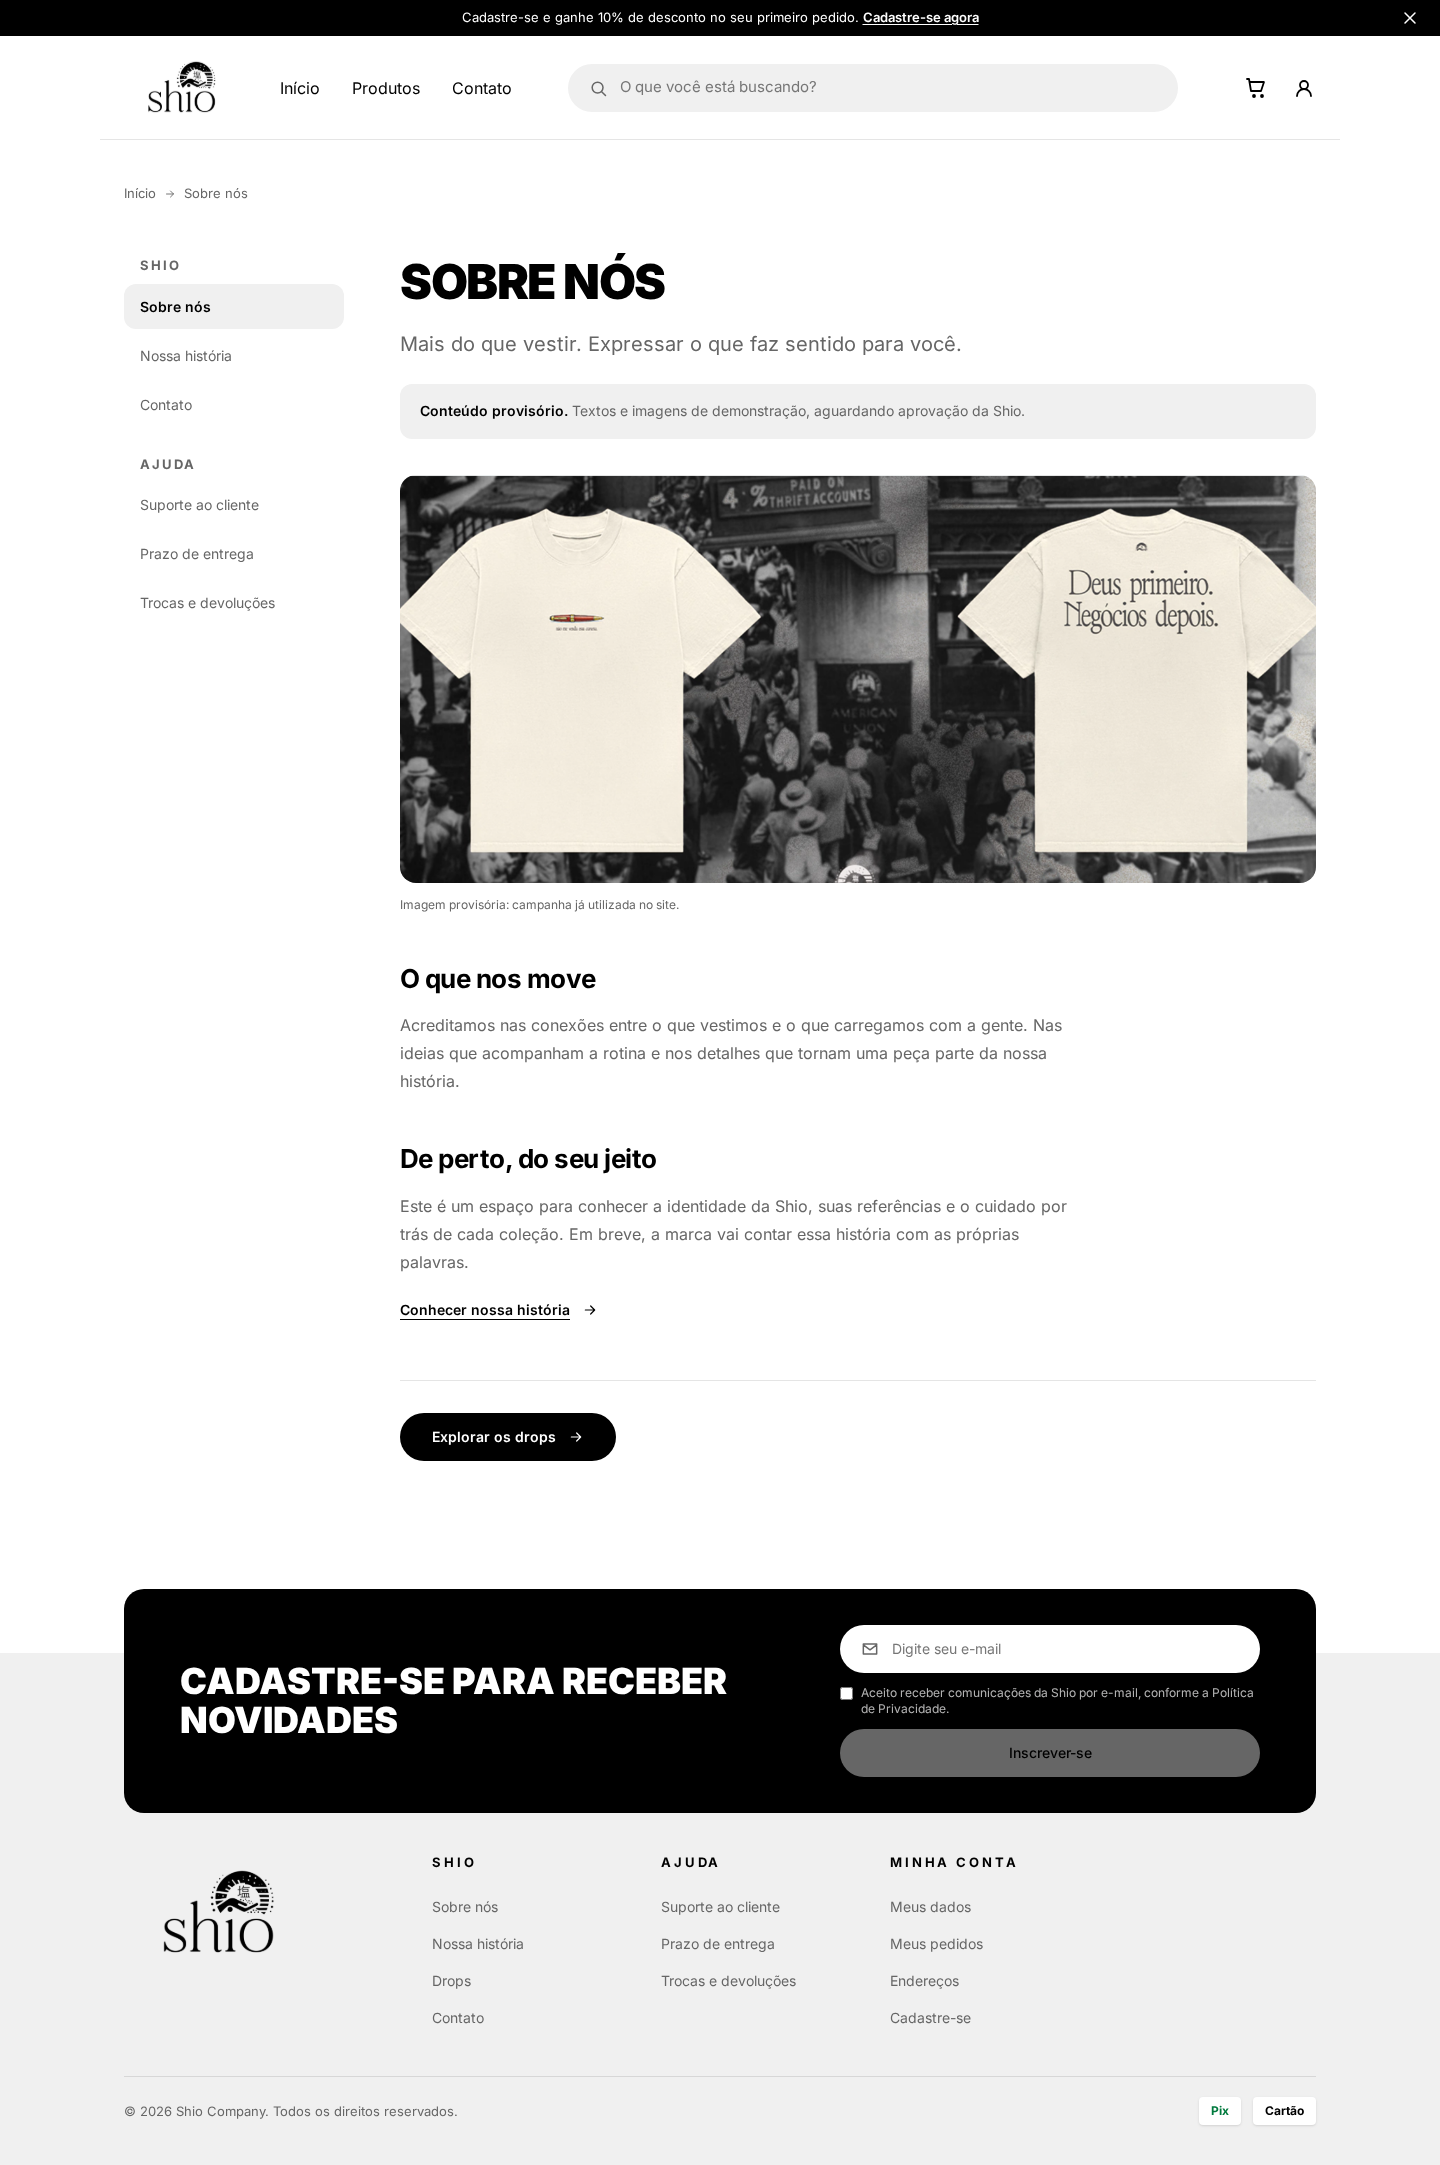 Cadastre-se e ganhe 10% de desconto no seu primeiro pedido. Cadastre-se agora
shio
Início
Produtos
Contato
O que você está buscando?
Início → Sobre nós
SHIO
Sobre nós
Nossa história
Contato
AJUDA
Suporte ao cliente
Prazo de entrega
Trocas e devoluções
SOBRE NÓS
Mais do que vestir. Expressar o que faz sentido para você.
Conteúdo provisório. Textos e imagens de demonstração, aguardando aprovação da Shio.
PAID ON
4·% THRIFT ACCOUNTS
BANK
Deus primeiro.
Negócios depois.
AMERICAN
UNION
BANK
Imagem provisória: campanha já utilizada no site.
O que nos move
Acreditamos nas conexões entre o que vestimos e o que carregamos com a gente. Nas
ideias que acompanham a rotina e nos detalhes que tornam uma peça parte da nossa
história.
De perto, do seu jeito
Este é um espaço para conhecer a identidade da Shio, suas referências e o cuidado por
trás de cada coleção. Em breve, a marca vai contar essa história com as próprias
palavras.
Conhecer nossa história →
Explorar os drops →
CADASTRE-SE PARA RECEBER
NOVIDADES
Digite seu e-mail
Aceito receber comunicações da Shio por e-mail, conforme a Política
de Privacidade.
Inscrever-se
塩
shio
SHIO
Sobre nós
Nossa história
Drops
Contato
AJUDA
Suporte ao cliente
Prazo de entrega
Trocas e devoluções
MINHA CONTA
Meus dados
Meus pedidos
Endereços
Cadastre-se
© 2026 Shio Company. Todos os direitos reservados.
Pix
Cartão